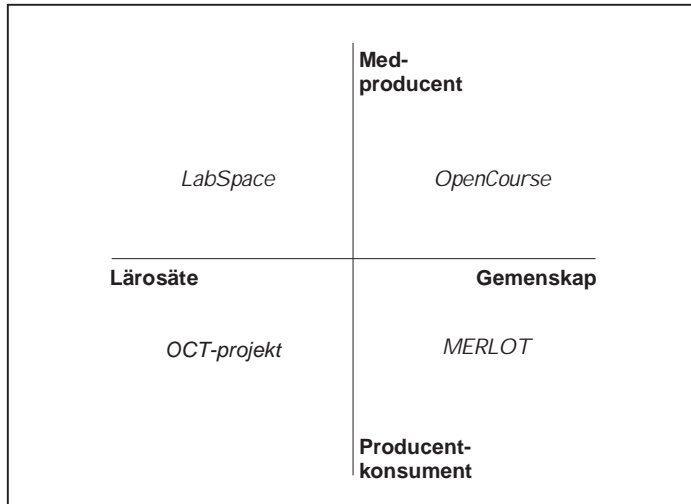 Med-
producent
LabSpace
OpenCourse
Lärosäte
Gemenskap
OCT-projekt
MERLOT
Producent-
konsument